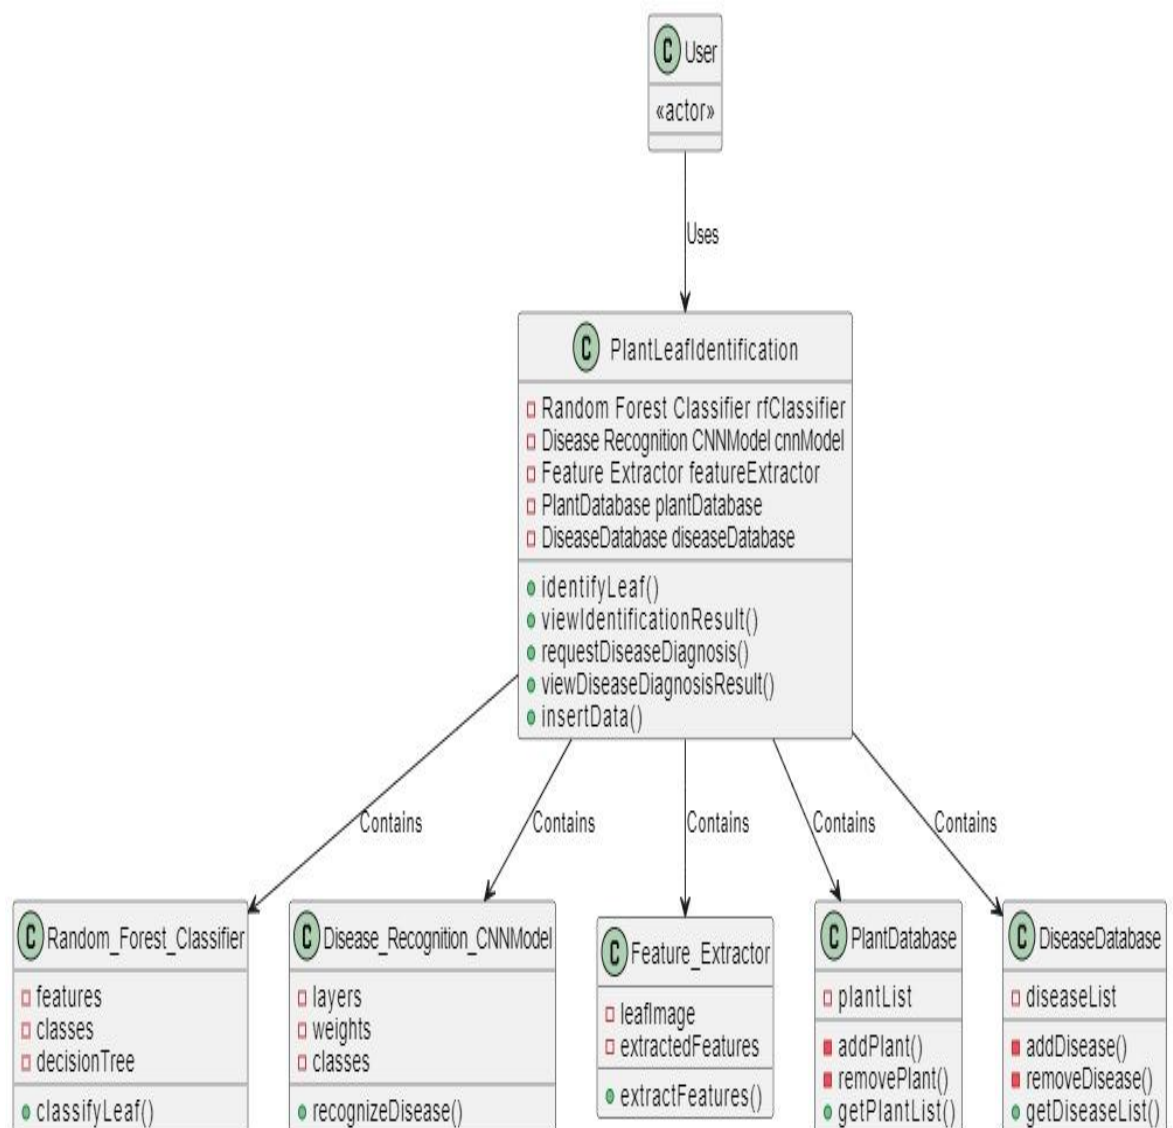 C User
«actor»
Uses
C PlantLeafIdentification
Random Forest Classifier rfClassifier
Disease Recognition CNNModel cnnModel
Feature Extractor featureExtractor
PlantDatabase plantDatabase
DiseaseDatabase diseaseDatabase
identifyLeaf()
viewIdentificationResult()
requestDiseaseDiagnosis()
viewDiseaseDiagnosisResult()
insertData()
Contains
Contains
Contains
Contains
Contains
C Random_Forest_Classifier
features
classes
decisionTree
classifyLeaf()
C Disease_Recognition_CNNModel
layers
weights
classes
recognizeDisease()
C Feature_Extractor
leafImage
extractedFeatures
extractFeatures()
C PlantDatabase
plantList
addPlant()
removePlant()
getPlantList()
C DiseaseDatabase
diseaseList
addDisease()
removeDisease()
getDiseaseList()